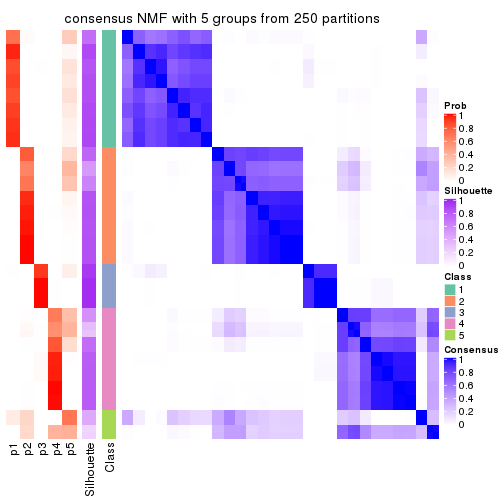 consensus NMF with 5 groups from 250 partitions
Prob
1
0.8
0.6
0.4
0.2
0
Silhouette
1
0.8
0.6
0.4
0.2
0
Class
1
2
3
4
5
Consensus
1
0.8
0.6
0.4
0.2
0
p1
p2
p3
p4
p5
Silhouette
Class